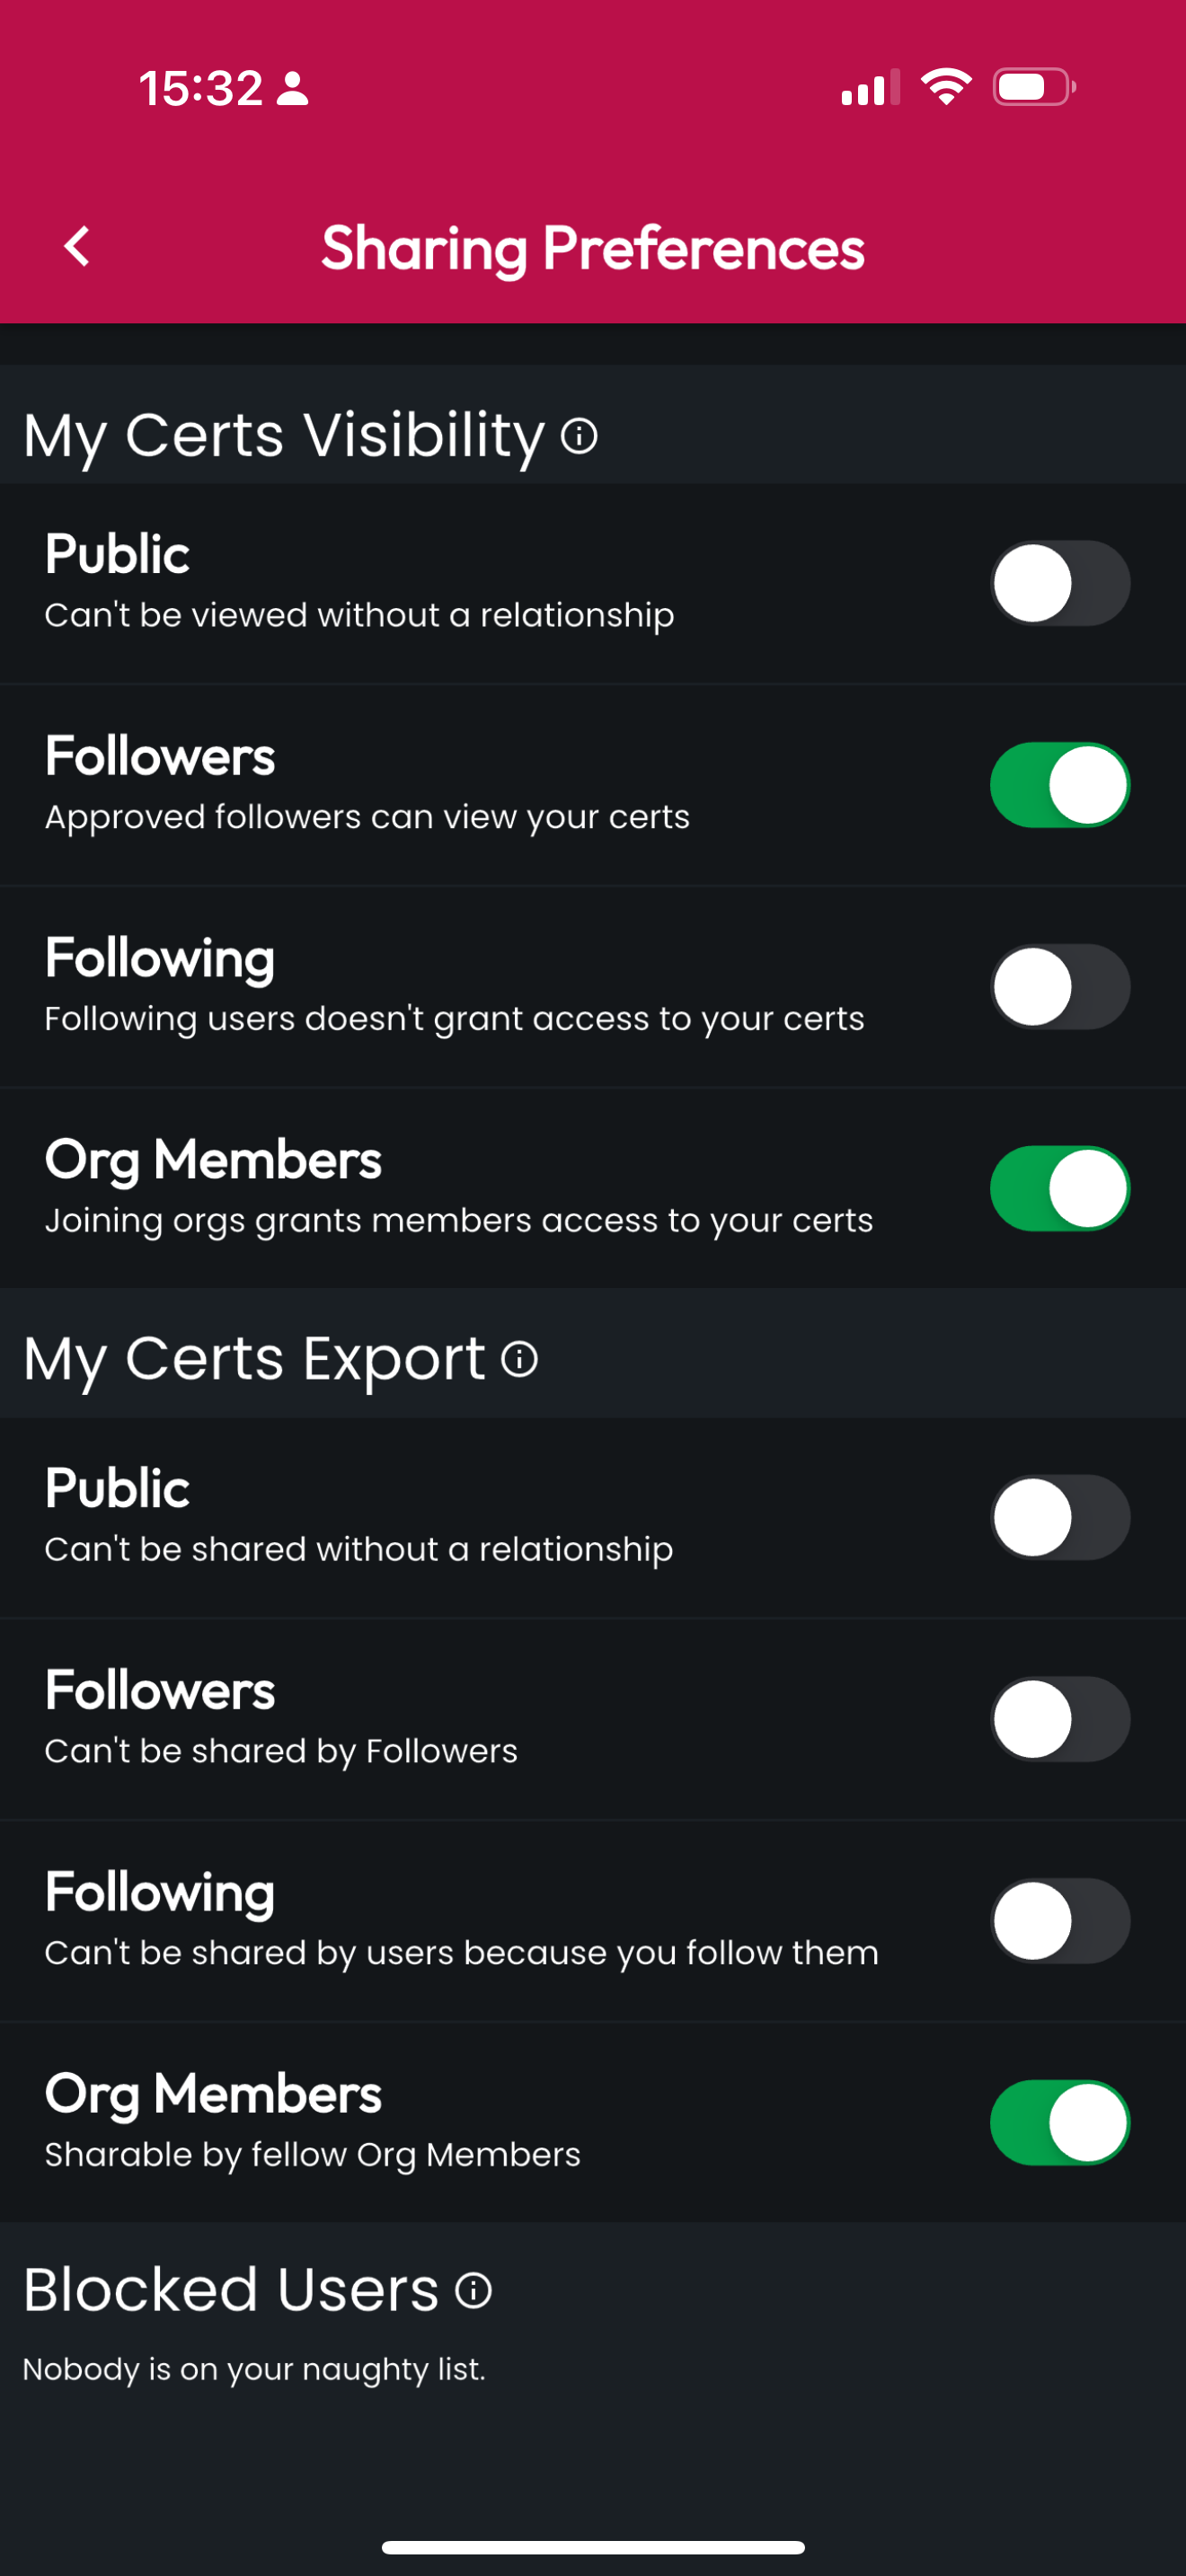 15:32
Sharing Preferences
My Certs Visibility
Public
Can't be viewed without a relationship
Followers
Approved followers can view your certs
Following
Following users doesn't grant access to your certs
Org Members
Joining orgs grants members access to your certs
My Certs Export
Public
Can't be shared without a relationship
Followers
Can't be shared by Followers
Following
Can't be shared by users because you follow them
Org Members
Sharable by fellow Org Members
Blocked Users
Nobody is on your naughty list.